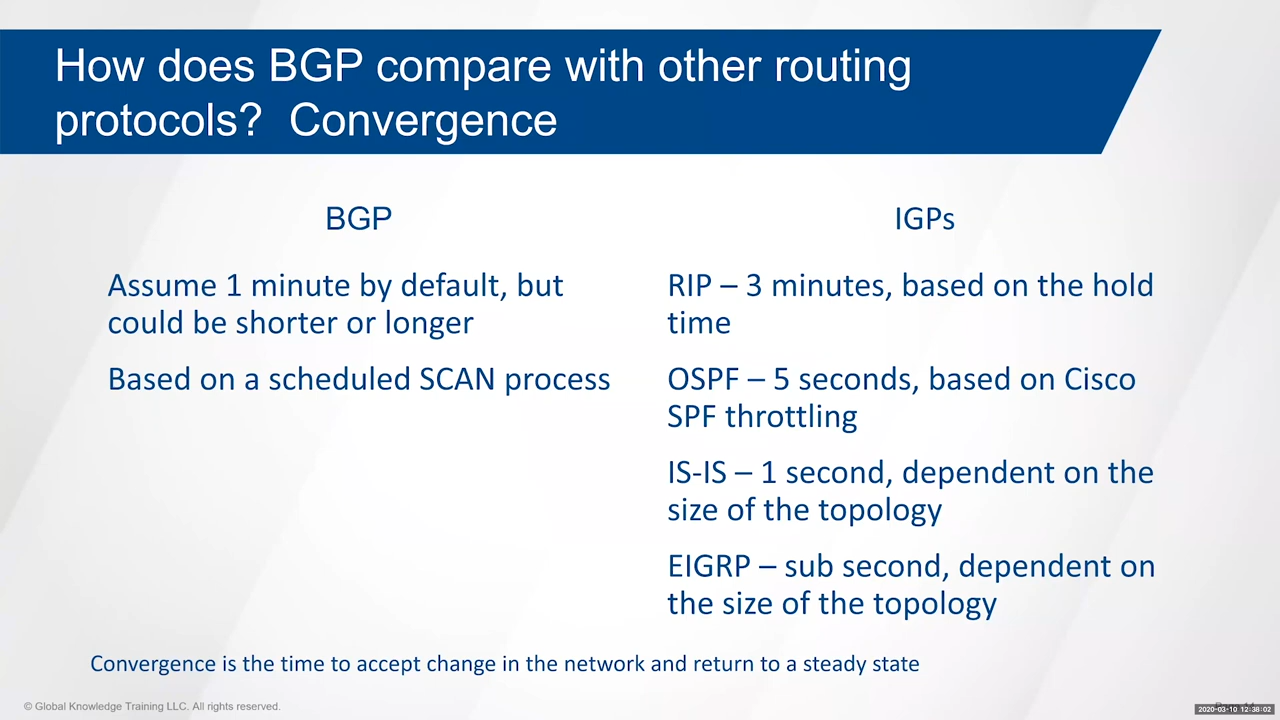 How does BGP compare with other routing
protocols?  Convergence
BGP
Assume 1 minute by default, but
could be shorter or longer
Based on a scheduled SCAN process
IGPs
RIP – 3 minutes, based on the hold
time
OSPF – 5 seconds, based on Cisco
SPF throttling
IS-IS – 1 second, dependent on the
size of the topology
EIGRP – sub second, dependent on
the size of the topology
Convergence is the time to accept change in the network and return to a steady state
© Global Knowledge Training LLC. All rights reserved.
2020-03-10 12:38:02